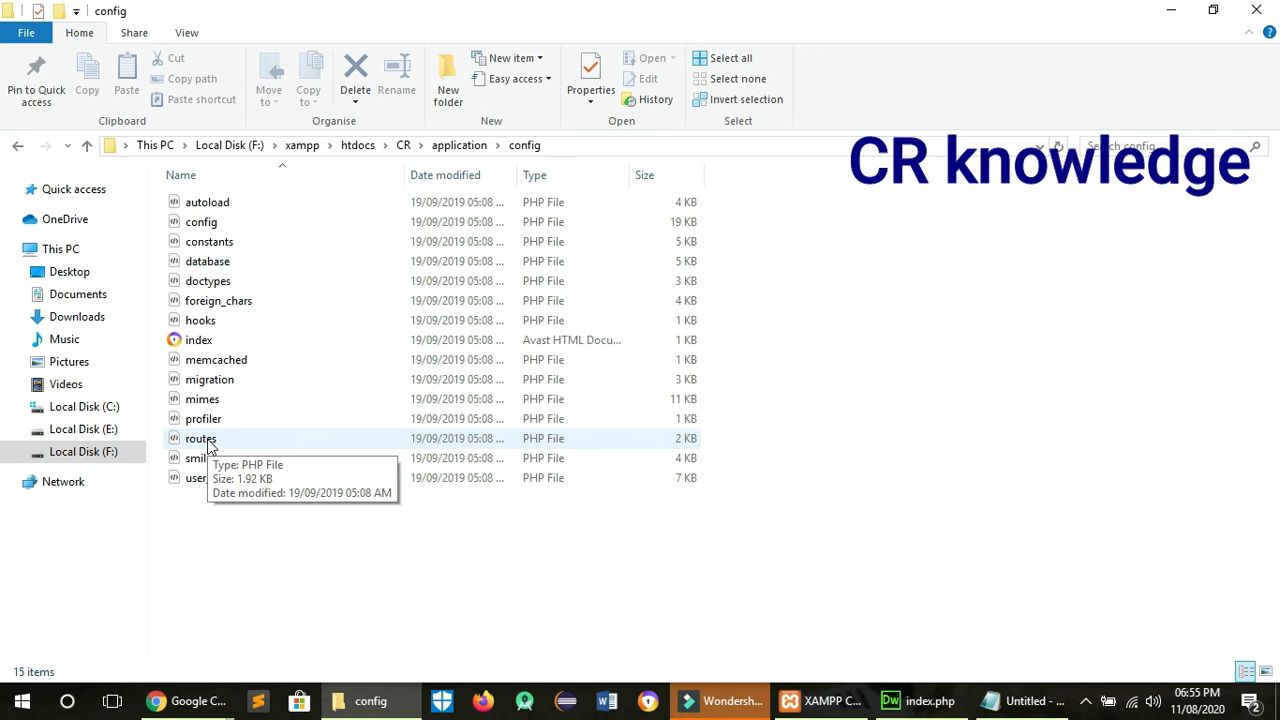 config
File
Home
Share
View
Pin to Quick access
Copy
Paste
Cut
Copy path
Paste shortcut
Clipboard
Move to
Copy to
Delete
Rename
Organise
New folder
New item
Easy access
New
Properties
Open
Edit
History
Open
Select all
Select none
Invert selection
Select
This PC > Local Disk (F:) > xampp > htdocs > CR > application > config
Search config
CR knowledge
Quick access
OneDrive
This PC
Desktop
Documents
Downloads
Music
Pictures
Videos
Local Disk (C:)
Local Disk (E:)
Local Disk (F:)
Network
Name Date modified Type Size
autoload 19/09/2019 05:08 ... PHP File 4 KB
config 19/09/2019 05:08 ... PHP File 19 KB
constants 19/09/2019 05:08 ... PHP File 5 KB
database 19/09/2019 05:08 ... PHP File 5 KB
doctypes 19/09/2019 05:08 ... PHP File 3 KB
foreign_chars 19/09/2019 05:08 ... PHP File 4 KB
hooks 19/09/2019 05:08 ... PHP File 1 KB
index 19/09/2019 05:08 ... Avast HTML Docu... 1 KB
memcached 19/09/2019 05:08 ... PHP File 1 KB
migration 19/09/2019 05:08 ... PHP File 3 KB
mimes 19/09/2019 05:08 ... PHP File 11 KB
profiler 19/09/2019 05:08 ... PHP File 1 KB
routes 19/09/2019 05:08 ... PHP File 2 KB
smil 19/09/2019 05:08 ... PHP File 4 KB
user_ 19/09/2019 05:08 ... PHP File 7 KB
Type: PHP File
Size: 1.92 KB
Date modified: 19/09/2019 05:08 AM
15 items
Google C...
config
Wondersh...
XAMPP C...
index.php
Untitled - ...
06:55 PM
11/08/2020
2